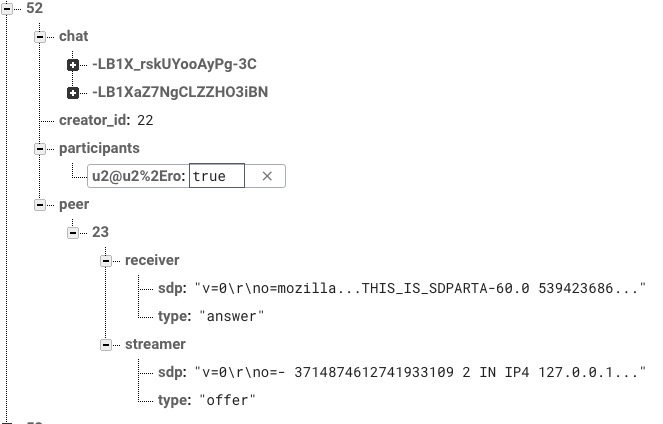 52
chat
-LB1X_rskUYooAyPg-3C
-LB1XaZ7NgCLZZHO3iBN
creator_id: 22
participants
u2@u2%2Ero: true ×
peer
23
receiver
sdp: "v=0\r\no=mozilla...THIS_IS_SDPARTA-60.0 539423686..."
type: "answer"
streamer
sdp: "v=0\r\no=- 3714874612741933109 2 IN IP4 127.0.0.1..."
type: "offer"